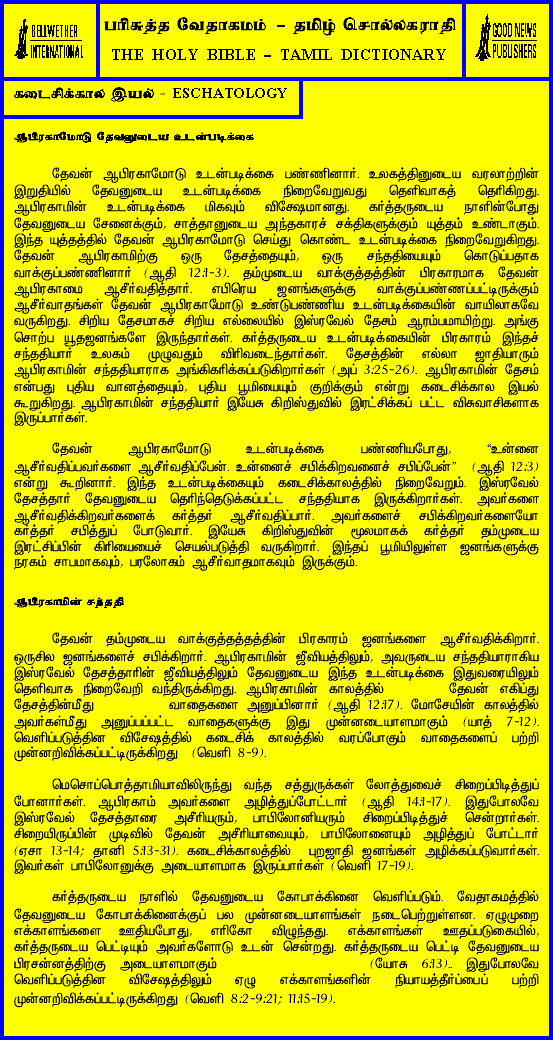 BELLWETHER
INTERNATIONAL
பரிசுத்த வேதாகமம் – தமிழ் சொல்லகராதி
THE HOLY BIBLE – TAMIL DICTIONARY
GOOD NEWS
PUBLISHERS
கடைசிக்கால இயல் - ESCHATOLOGY
ஆபிரகாமோடு தேவனுடைய உடன்படிக்கை
தேவன் ஆபிரகாமோடு உடன்படிக்கை பண்ணினார். உலகத்தினுடைய வரலாற்றின்
இறுதியில் தேவனுடைய உடன்படிக்கை நிறைவேறுவது தெளிவாகத் தெரிகிறது.
ஆபிரகாமின் உடன்படிக்கை மிகவும் விசேஷமானது. கர்த்தருடைய நாளின்போது
தேவனுடைய சேனைக்கும், சாத்தானுடைய அந்தகாரச் சக்திகளுக்கும் யுத்தம் உண்டாகும்.
இந்த யுத்தத்தில் தேவன் ஆபிரகாமோடு செய்து கொண்ட உடன்படிக்கை நிறைவேறுகிறது.
தேவன் ஆபிரகாமிற்கு ஒரு தேசத்தையும், ஒரு சந்ததியையும் கொடுப்பதாக
வாக்குப்பண்ணினார் (ஆதி 12:1-3). தம்முடைய வாக்குத்தத்தின் பிரகாரமாக தேவன்
ஆபிராமை ஆசீர்வதித்தார். எபிரெய ஜனங்களுக்கு வாக்குப்பண்ணப்பட்டிருக்கும்
ஆசீர்வாதங்கள் தேவன் ஆபிரகாமோடு உண்டுபண்ணிய உடன்படிக்கையின் வாயிலாகவே
வருகிறது. சிறிய தேசமாகச் சிறிய எல்லையில் இஸ்ரவேல் தேசம் ஆரம்பமாயிற்று. அங்கு
சொற்ப யூதஜனங்களே இருந்தார்கள். கர்த்தருடைய உடன்படிக்கையின் பிரகாரம் இந்தச்
சந்ததியார் உலகம் முழுவதும் விரிவடைந்தார்கள். தேசத்தின் எல்லா ஜாதியாரும்
ஆபிரகாமின் சந்ததியாராக அங்கிகரிக்கப்படுகிறார்கள் (அப் 3:25-26). ஆபிரகாமின் தேசம்
என்பது புதிய வானத்தையும், புதிய பூமியையும் குறிக்கும் என்று கடைசிக்கால இயல்
கூறுகிறது. ஆபிரகாமின் சந்ததியார் இயேசு கிறிஸ்துவில் இரட்சிக்கப் பட்ட விசுவாசிகளாக
இருப்பார்கள்.
தேவன் ஆபிரகாமோடு உடன்படிக்கை பண்ணியபோது, “உன்னை
ஆசீர்வதிப்பவர்களை ஆசீர்வதிப்பேன். உன்னைச் சபிக்கிறவனைச் சபிப்பேன்” (ஆதி 12:3)
என்று கூறினார். இந்த உடன்படிக்கையும் கடைசிக்காலத்தில் நிறைவேறும். இஸ்ரவேல்
தேசத்தார் தேவனுடைய தெரிந்தெடுக்கப்பட்ட சந்ததியாக இருக்கிறார்கள். அவர்களை
ஆசீர்வதிக்கிறவர்களைக் கர்த்தர் ஆசீர்வதிப்பார். அவர்களைச் சபிக்கிறவர்களையோ
கர்த்தர் சபித்துப் போடுவார். இயேசு கிறிஸ்துவின் மூலமாகக் கர்த்தர் தம்முடைய
இரட்சிப்பின் கிரியையைச் செயல்படுத்தி வருகிறார். இந்தப் பூமியிலுள்ள ஜனங்களுக்கு
நரகம் சாபமாகவும், பரலோகம் ஆசீர்வாதமாகவும் இருக்கும்.
ஆபிரகாமின் சந்ததி
தேவன் தம்முடைய வாக்குத்தத்தத்தின் பிரகாரம் ஜனங்களை ஆசீர்வதிக்கிறார்.
ஒருசில ஜனங்களைச் சபிக்கிறார். ஆபிரகாமின் ஜீவியத்திலும், அவருடைய சந்ததியாராகிய
இஸ்ரவேல் தேசத்தாரின் ஜீவியத்திலும் தேவனுடைய இந்த உடன்படிக்கை இதுவரையிலும்
தெளிவாக நிறைவேறி வந்திருக்கிறது. ஆபிரகாமின் காலத்தில் தேவன் எகிப்து
தேசத்தின்மீது வாதைகளை அனுப்பினார் (ஆதி 12:17). மோசேயின் காலத்தில்
அவர்கள்மீது அனுப்பப்பட்ட வாதைகளுக்கு இது முன்னடையாளமாகும் (யாத் 7-12).
வெளிப்படுத்தின விசேஷத்தில் கடைசிக் காலத்தில் வரப்போகும் வாதைகளைப் பற்றி
முன்னறிவிக்கப்பட்டிருக்கிறது (வெளி 8-9).
மெசொப்பொத்தாமியாவிலிருந்து வந்த சத்துருக்கள் லோத்துவைச் சிறைப்பிடித்துப்
போனார்கள். ஆபிரகாம் அவர்களை அழித்துப்போட்டார் (ஆதி 14:1-17). இதுபோலவே
இஸ்ரவேல் தேசத்தாரை அசீரியரும், பாபிலோனியரும் சிறைப்பிடித்துச் சென்றார்கள்.
சிறையிருப்பின் முடிவில் தேவன் அசீரியாவையும், பாபிலோனையும் அழித்துப் போட்டார்
(ஏசா 13-14; தானி 5:13-31). கடைசிக்காலத்தில் புறஜாதி ஜனங்கள் அழிக்கப்படுவார்கள்.
இவர்கள் பாபிலோனுக்கு அடையாளமாக இருப்பார்கள் (வெளி 17-19).
கர்த்தருடைய நாளில் தேவனுடைய கோபாக்கினை வெளிப்படும். வேதாகமத்தில்
தேவனுடைய கோபாக்கினைக்குப் பல முன்னடையாளங்கள் நடைபெற்றுள்ளன. ஏழுமுறை
எக்காளங்களை ஊதியபோது, எரிகோ விழுந்தது. எக்காளங்கள் ஊதப்படுகையில்,
கர்த்தருடைய பெட்டியும் அவர்களோடு உடன் சென்றது. கர்த்தருடைய பெட்டி தேவனுடைய
பிரசன்னத்திற்கு அடையாளமாகும் (யோசு 6:13).. இதுபோலவே
வெளிப்படுத்தின விசேஷத்திலும் ஏழு எக்காளங்களின் நியாயத்தீர்ப்பைப் பற்றி
முன்னறிவிக்கப்பட்டிருக்கிறது (வெளி 8:2-9:21; 11:15-19).